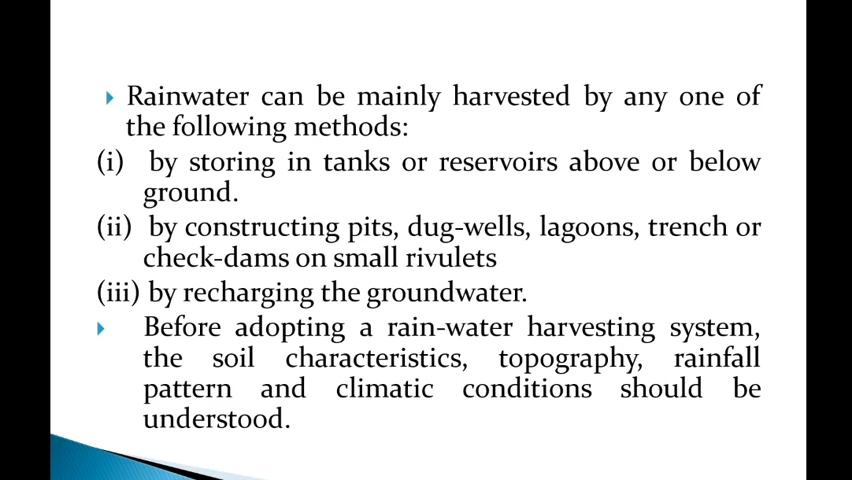 Rainwater can be mainly harvested by any one of
the following methods:
(i) by storing in tanks or reservoirs above or below
ground.
(ii) by constructing pits, dug-wells, lagoons, trench or
check-dams on small rivulets
(iii) by recharging the groundwater.
Before adopting a rain-water harvesting system,
the soil characteristics, topography, rainfall
pattern and climatic conditions should be
understood.